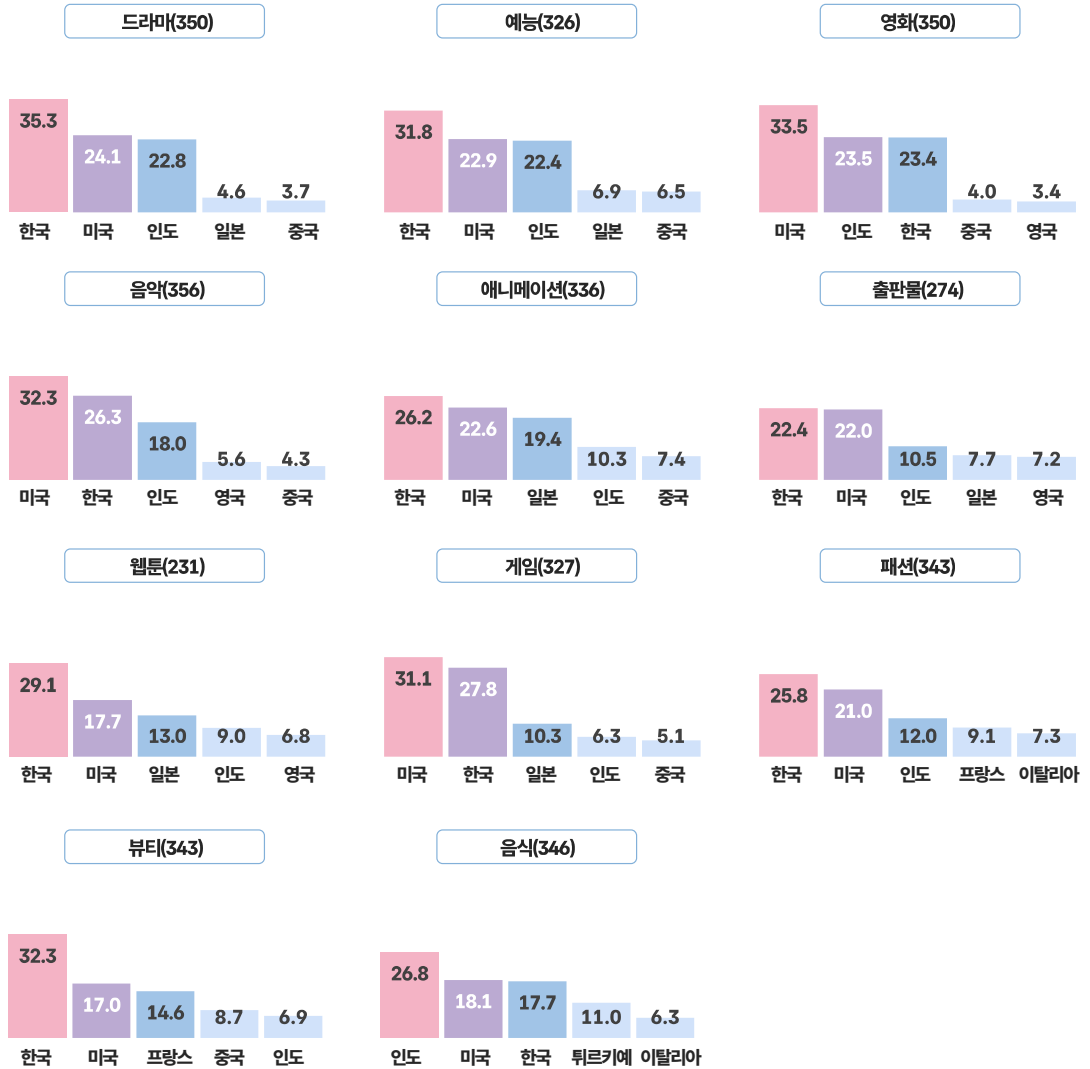 드라마(350)
35.3 24.1 22.8 4.6 3.7
한국 미국 인도 일본 중국
예능(326)
31.8 22.9 22.4 6.9 6.5
한국 미국 인도 일본 중국
영화(350)
33.5 23.5 23.4 4.0 3.4
미국 인도 한국 중국 영국
음악(356)
32.3 26.3 18.0 5.6 4.3
미국 한국 인도 영국 중국
애니메이션(336)
26.2 22.6 19.4 10.3 7.4
한국 미국 일본 인도 중국
출판물(274)
22.4 22.0 10.5 7.7 7.2
한국 미국 인도 일본 영국
웹툰(231)
29.1 17.7 13.0 9.0 6.8
한국 미국 일본 인도 영국
게임(327)
31.1 27.8 10.3 6.3 5.1
미국 한국 일본 인도 중국
패션(343)
25.8 21.0 12.0 9.1 7.3
한국 미국 인도 프랑스 이탈리아
뷰티(343)
32.3 17.0 14.6 8.7 6.9
한국 미국 프랑스 중국 인도
음식(346)
26.8 18.1 17.7 11.0 6.3
인도 미국 한국 튀르키예 이탈리아